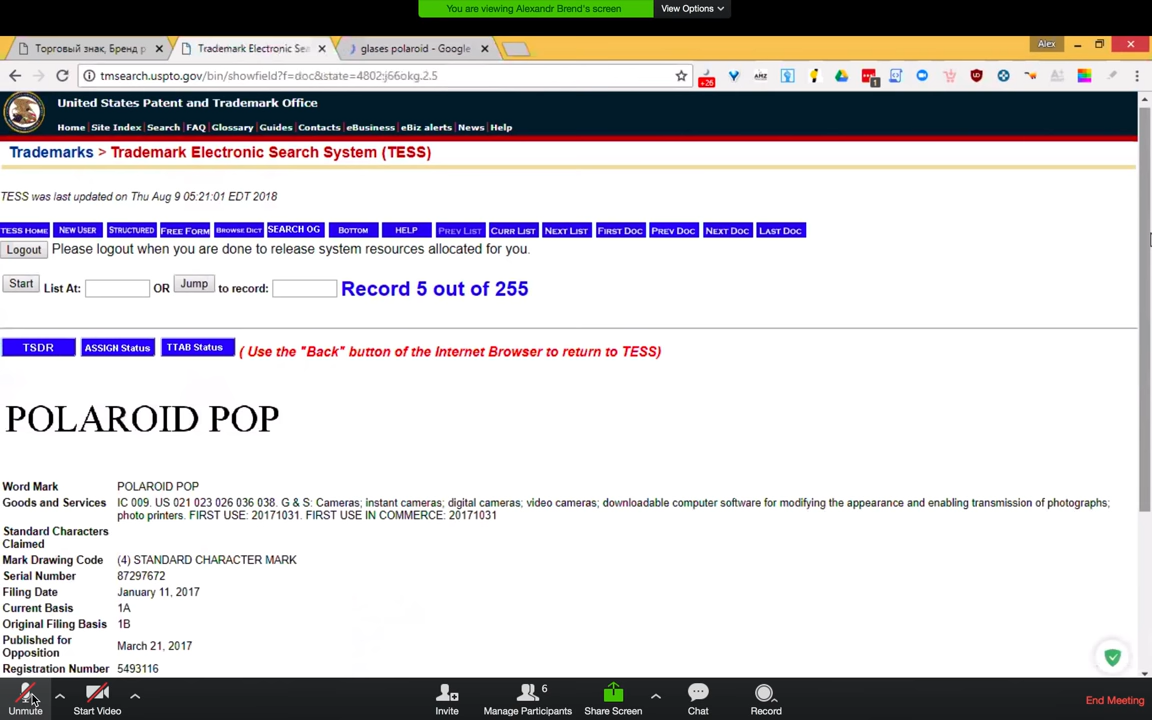 You are viewing Alexandr Brend's screen View Options
Торговый знак, Бренд р
Trademark Electronic Sea
glases polaroid - Google
Alex
tmsearch.uspto.gov/bin/showfield?f=doc&state=4802:j66okg.2.5
+26
AMZ
1
United States Patent and Trademark Office
Home | Site Index | Search | FAQ | Glossary | Guides | Contacts | eBusiness | eBiz alerts | News | Help
Trademarks > Trademark Electronic Search System (TESS)
TESS was last updated on Thu Aug 9 05:21:01 EDT 2018
TESS HOME NEW USER STRUCTURED FREE FORM BROWSE DICT SEARCH OG BOTTOM HELP PREV LIST CURR LIST NEXT LIST FIRST DOC PREV DOC NEXT DOC LAST DOC
Logout Please logout when you are done to release system resources allocated for you.
Start List At: OR Jump to record: Record 5 out of 255
TSDR ASSIGN Status TTAB Status ( Use the "Back" button of the Internet Browser to return to TESS)
POLAROID POP
Word Mark POLAROID POP
Goods and Services IC 009. US 021 023 026 036 038. G & S: Cameras; instant cameras; digital cameras; video cameras; downloadable computer software for modifying the appearance and enabling transmission of photographs;
photo printers. FIRST USE: 20171031. FIRST USE IN COMMERCE: 20171031
Standard Characters
Claimed
Mark Drawing Code (4) STANDARD CHARACTER MARK
Serial Number 87297672
Filing Date January 11, 2017
Current Basis 1A
Original Filing Basis 1B
Published for
Opposition March 21, 2017
Registration Number 5493116
6
Unmute Start Video Invite Manage Participants Share Screen Chat Record End Meeting